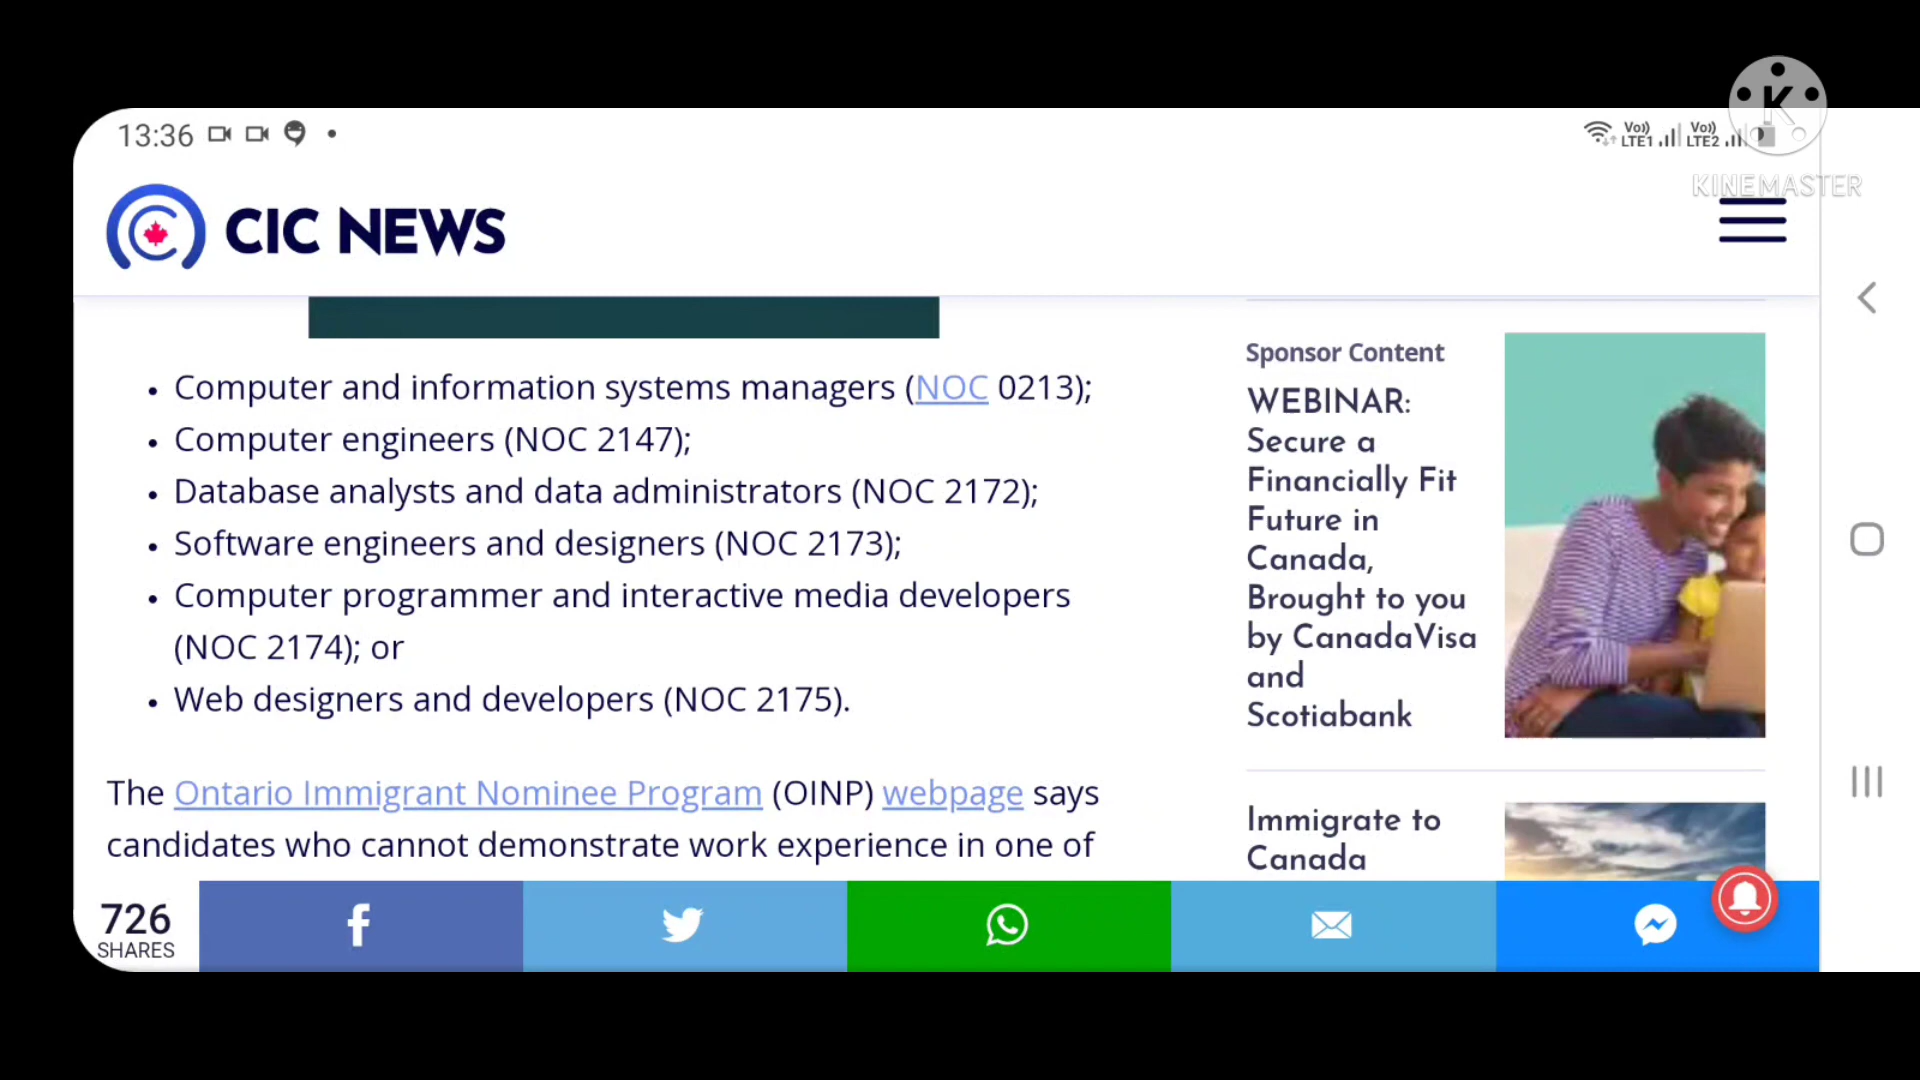 13:36
Vo)) LTE1 Vo)) LTE2
KINEMASTER
CIC NEWS
• Computer and information systems managers (NOC 0213);
• Computer engineers (NOC 2147);
• Database analysts and data administrators (NOC 2172);
• Software engineers and designers (NOC 2173);
• Computer programmer and interactive media developers
(NOC 2174); or
• Web designers and developers (NOC 2175).
The Ontario Immigrant Nominee Program (OINP) webpage says
candidates who cannot demonstrate work experience in one of
Sponsor Content
WEBINAR:
Secure a
Financially Fit
Future in
Canada,
Brought to you
by CanadaVisa
and
Scotiabank
Immigrate to
Canada
726
SHARES